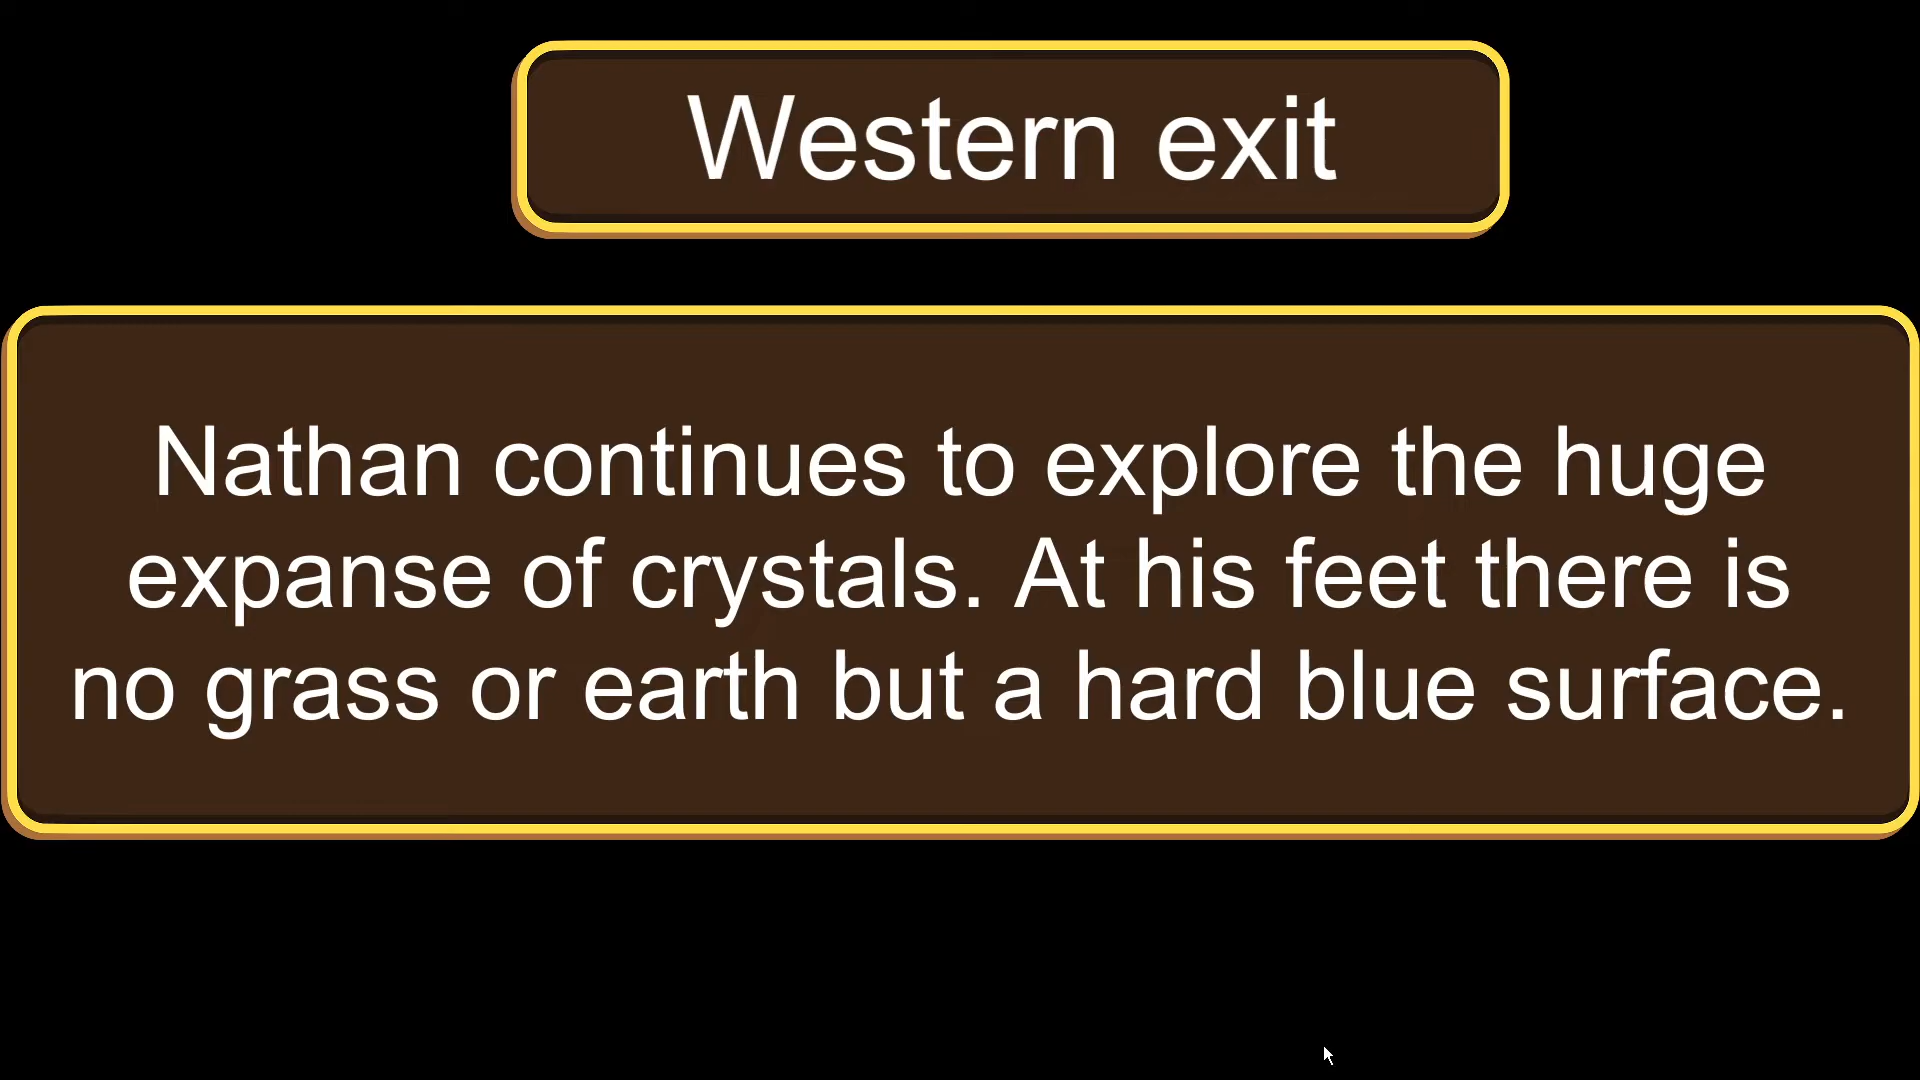 Western exit
Nathan continues to explore the huge
expanse of crystals. At his feet there is
no grass or earth but a hard blue surface.